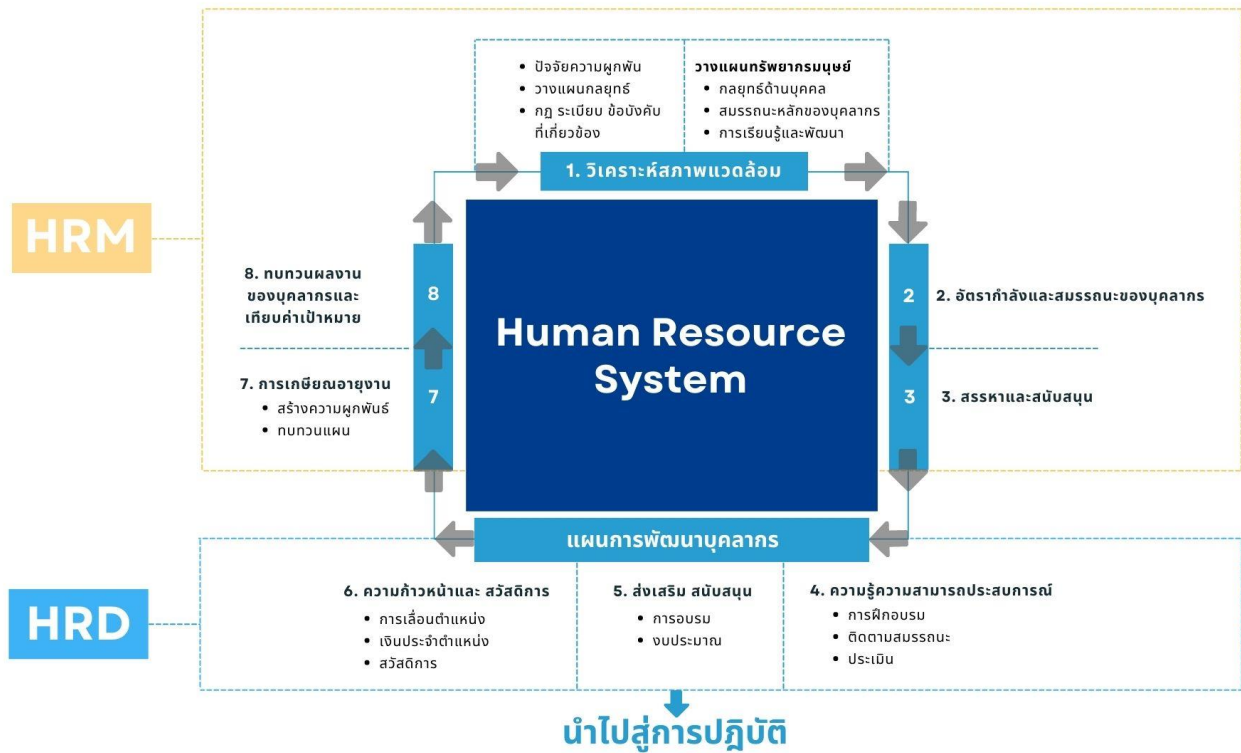 ปัจจัยความผูกพัน
วางแผนกลยุทธ์
กฏ ระเบียบ ข้อบังคับ
ที่เกี่ยวข้อง
วางแผนทรัพยากรมนุษย์
กลยุทธ์ด้านบุคคล
สมรรถนะหลักของบุคลากร
การเรียนรู้และพัฒนา
1. วิเคราะห์สภาพแวดล้อม
HRM
8. ทบทวนผลงาน
ของบุคลากรและ
เทียบค่าเป้าหมาย
8
7. การเกษียณอายุงาน
สร้างความผูกพันธ์
ทบทวนแผน
7
Human Resource
System
2
2. อัตรากำลังและสมรรถนะของบุคลากร
3
3. สรรหาและสนับสนุน
แผนการพัฒนาบุคลากร
HRD
6. ความก้าวหน้าและ สวัสดิการ
การเลื่อนตำแหน่ง
เงินประจำตำแหน่ง
สวัสดิการ
5. ส่งเสริม สนับสนุน
การอบรม
งบประมาณ
4. ความรู้ความสามารถประสบการณ์
การฝึกอบรม
ติดตามสมรรถนะ
ประเมิน
นำไปสู่การปฎิบัติ